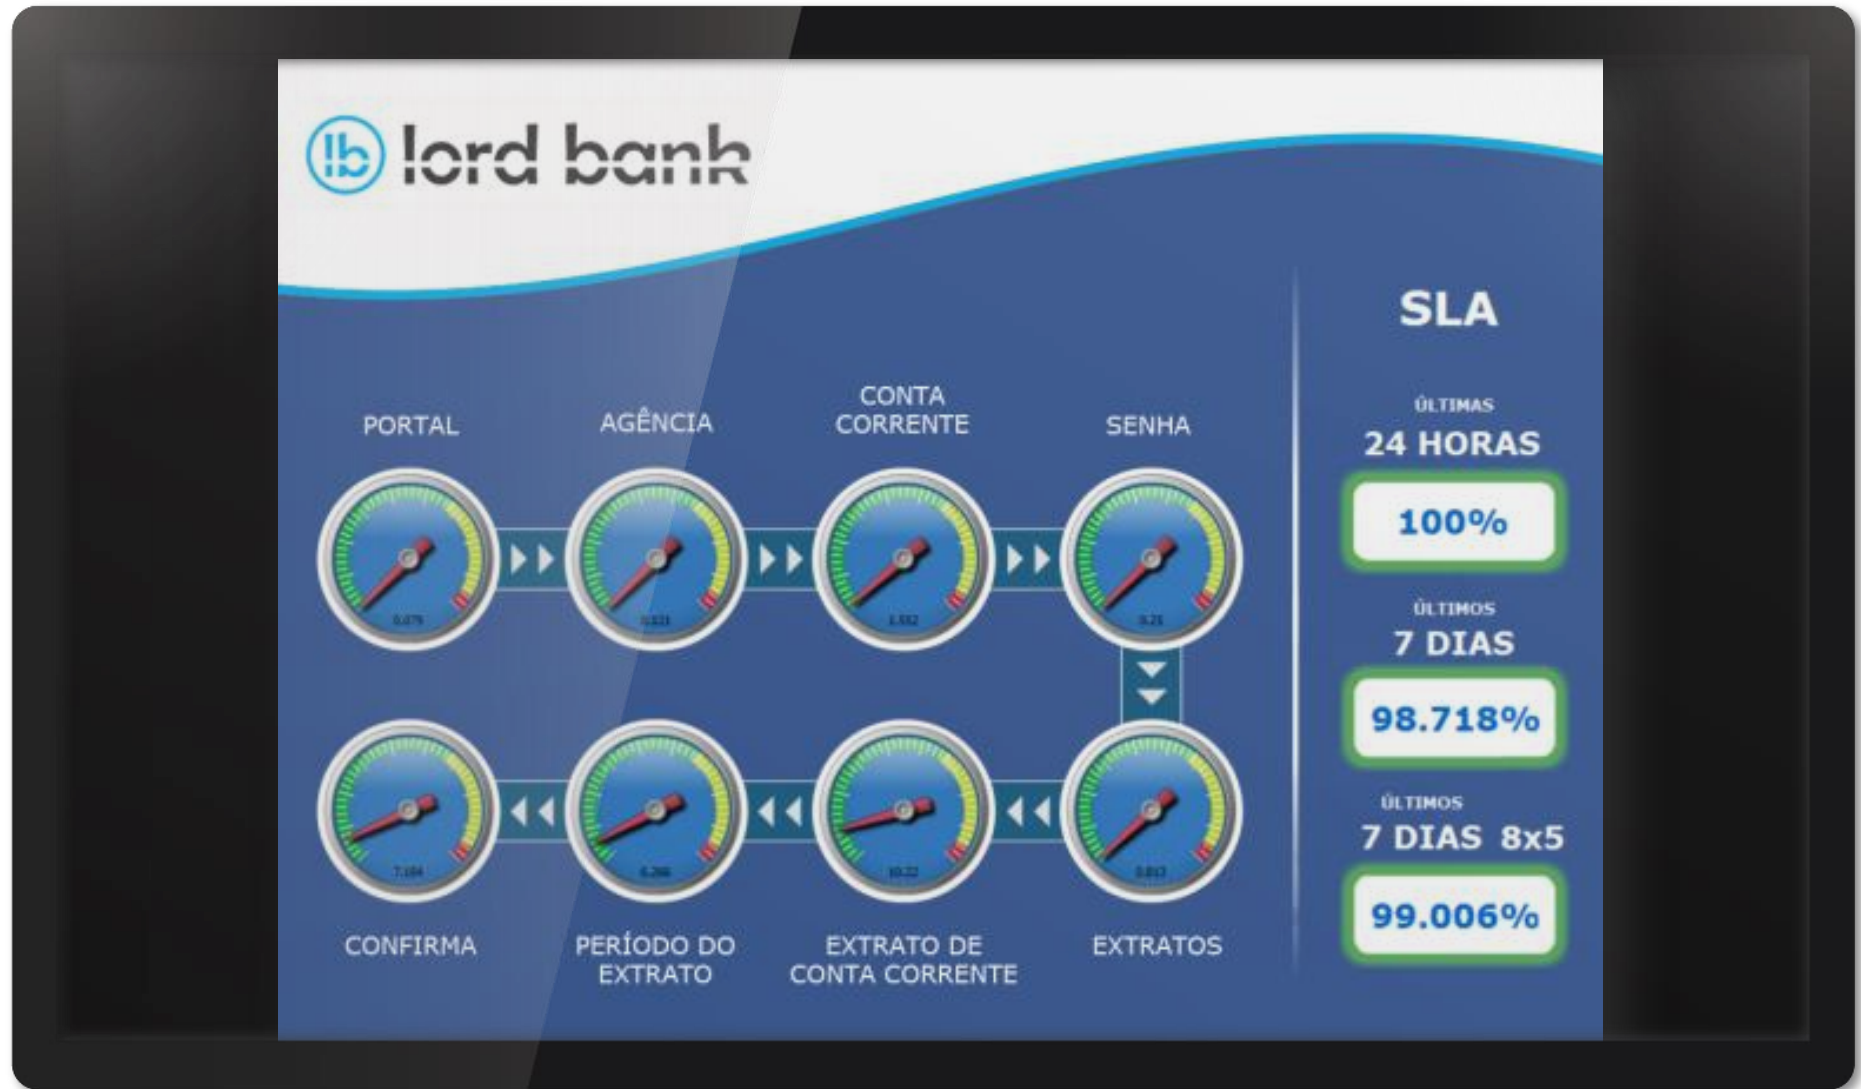 lb lord bank
SLA
PORTAL
AGÊNCIA
CONTA
CORRENTE
SENHA
CONFIRMA
PERÍODO DO
EXTRATO
EXTRATO DE
CONTA CORRENTE
EXTRATOS
ÚLTIMAS
24 HORAS
100%
ÚLTIMOS
7 DIAS
98.718%
ÚLTIMOS
7 DIAS 8x5
99.006%